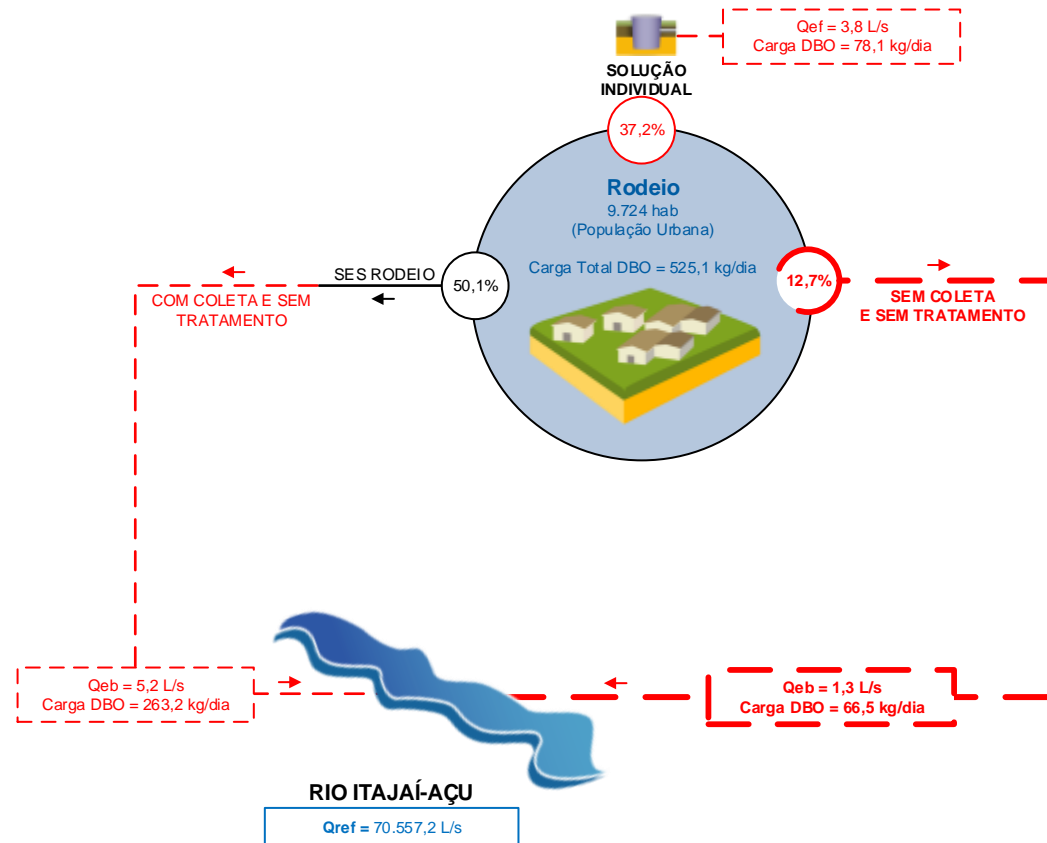 Qef = 3,8 L/s
Carga DBO = 78,1 kg/dia
SOLUÇÃO
INDIVIDUAL
37,2%
Rodeio
9.724 hab
(População Urbana)
Carga Total DBO = 525,1 kg/dia
SES RODEIO
50,1%
12,7%
COM COLETA E SEM
TRATAMENTO
SEM COLETA
E SEM TRATAMENTO
Qeb = 5,2 L/s
Carga DBO = 263,2 kg/dia
Qeb = 1,3 L/s
Carga DBO = 66,5 kg/dia
RIO ITAJAÍ-AÇU
Qref = 70.557,2 L/s